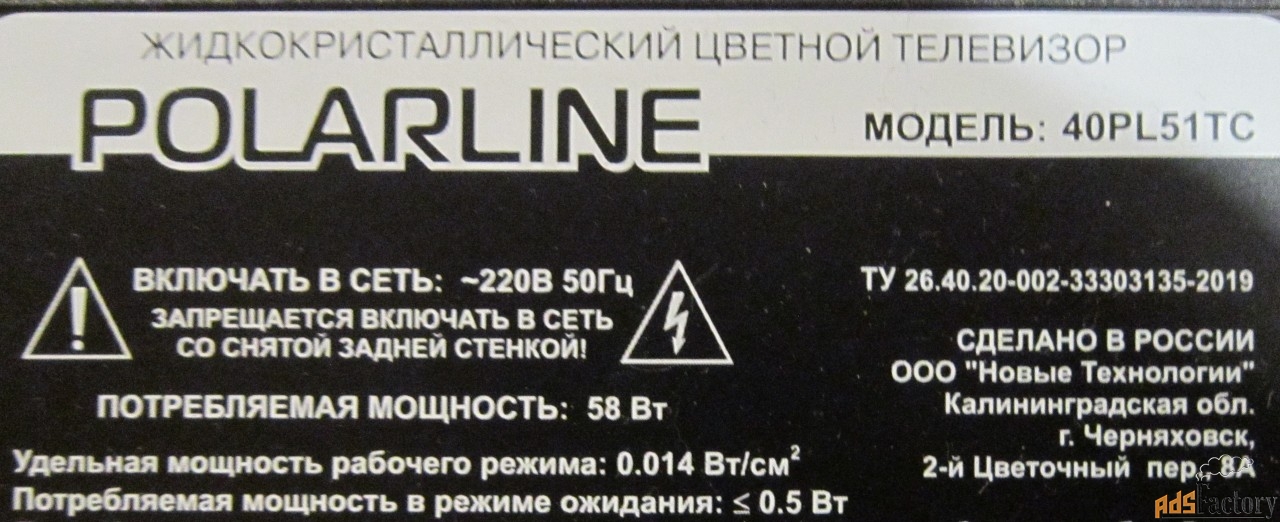 ЖИДКОКРИСТАЛЛИЧЕСКИЙ ЦВЕТНОЙ ТЕЛЕВИЗОР
POLARLINE
МОДЕЛЬ: 40PL51TC
ВКЛЮЧАТЬ В СЕТЬ: ~220В 50Гц
ЗАПРЕЩАЕТСЯ ВКЛЮЧАТЬ В СЕТЬ
СО СНЯТОЙ ЗАДНЕЙ СТЕНКОЙ!
ПОТРЕБЛЯЕМАЯ МОЩНОСТЬ: 58 Вт
Удельная мощность рабочего режима: 0.014 Вт/см²
Потребляемая мощность в режиме ожидания: ≤ 0.5 Вт
ТУ 26.40.20-002-33303135-2019
СДЕЛАНО В РОССИИ
ООО "Новые Технологии"
Калининградская обл.
г. Черняховск,
2-й Цветочный пер., 8А
AdsFactory